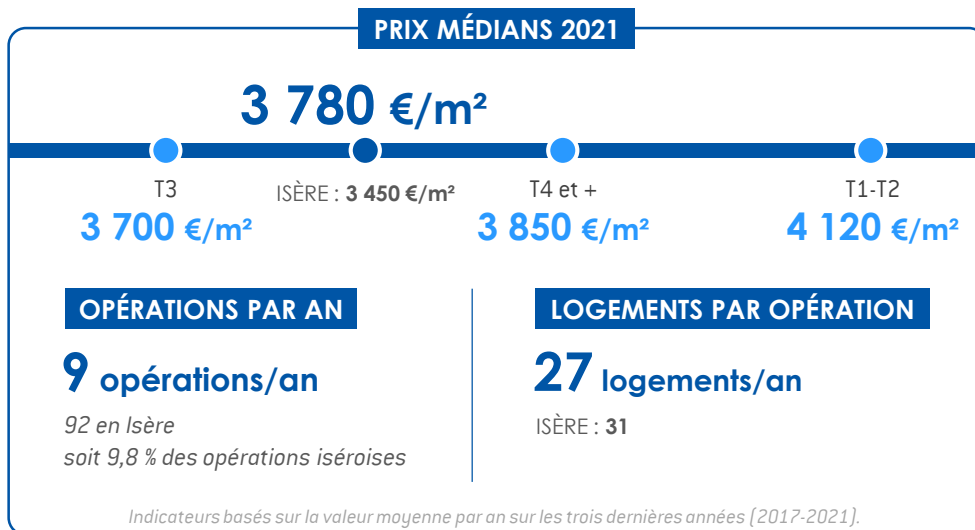 PRIX MÉDIANS 2021
3 780 €/m²
T3
3 700 €/m²
ISÈRE : 3 450 €/m²
T4 et +
3 850 €/m²
T1-T2
4 120 €/m²
OPÉRATIONS PAR AN
9 opérations/an
92 en Isère
soit 9,8 % des opérations iséroises
LOGEMENTS PAR OPÉRATION
27 logements/an
ISÈRE : 31
Indicateurs basés sur la valeur moyenne par an sur les trois dernières années (2017-2021).